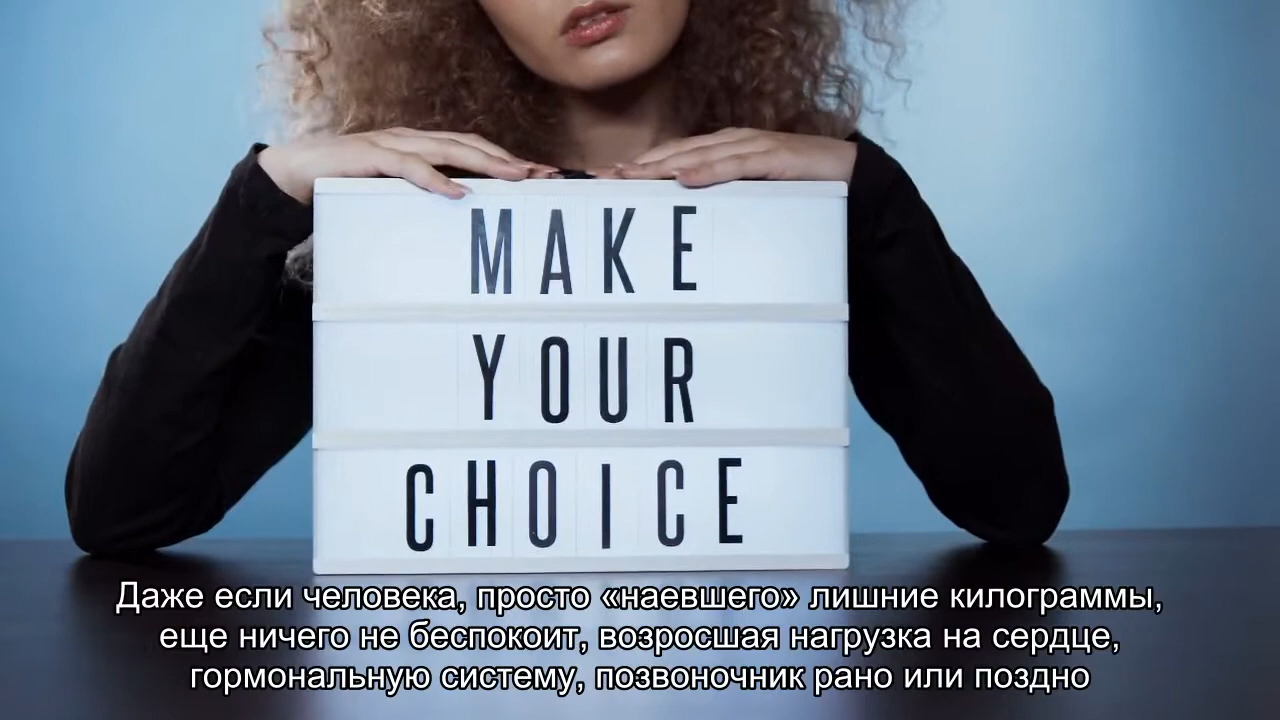 MAKE
YOUR
CHOICE
Даже если человека, просто «наевшего» лишние килограммы,
еще ничего не беспокоит, возросшая нагрузка на сердце,
гормональную систему, позвоночник рано или поздно